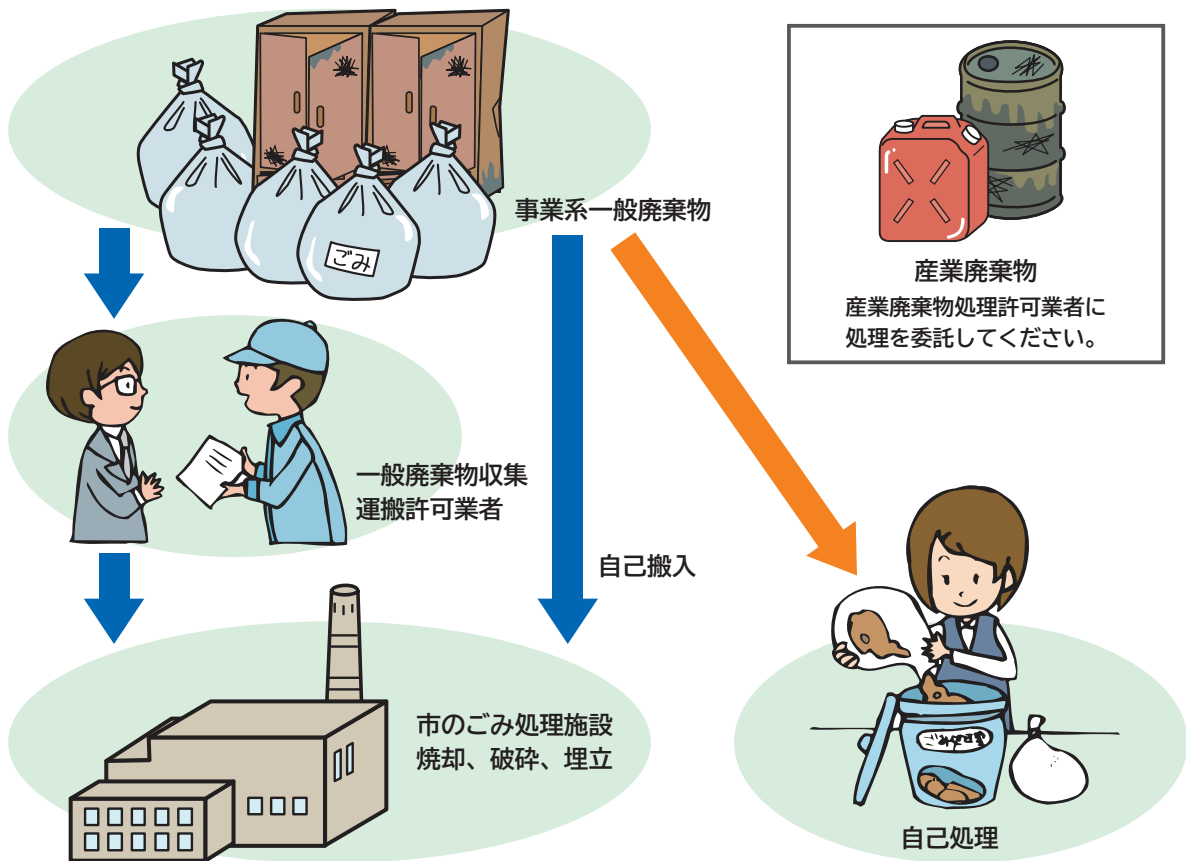 ごみ
事業系一般廃棄物
産業廃棄物
産業廃棄物処理許可業者に
処理を委託してください。
一般廃棄物収集
運搬許可業者
自己搬入
市のごみ処理施設
焼却、破砕、埋立
自己処理